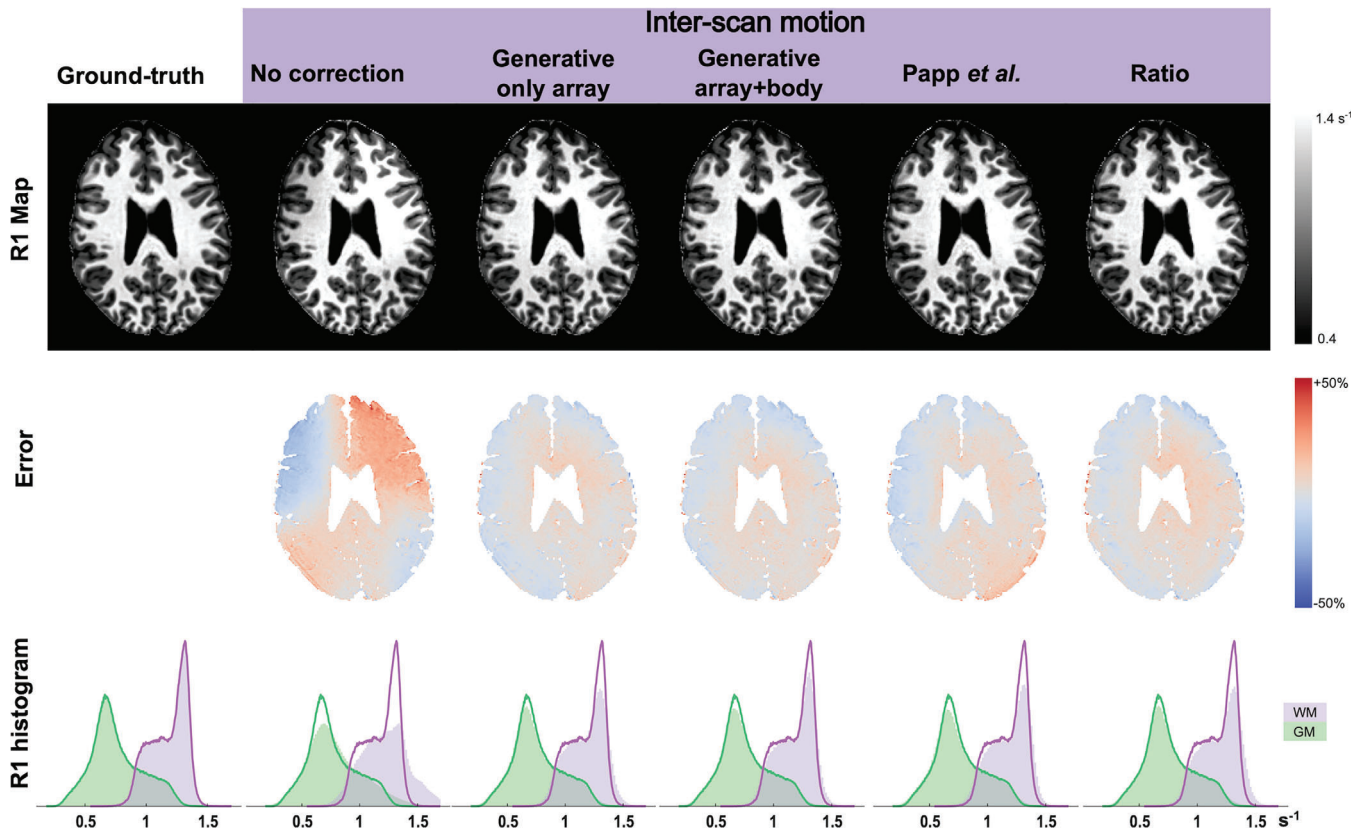 Inter-scan motion
Ground-truth
No correction
Generative
only array
Generative
array+body
Papp et al.
Ratio
R1 Map
1.4 s⁻¹
0.4
Error
+50%
-50%
R1 histogram
WM
GM
0.5 1 1.5 0.5 1 1.5 0.5 1 1.5 0.5 1 1.5 0.5 1 1.5 0.5 1 1.5 s⁻¹